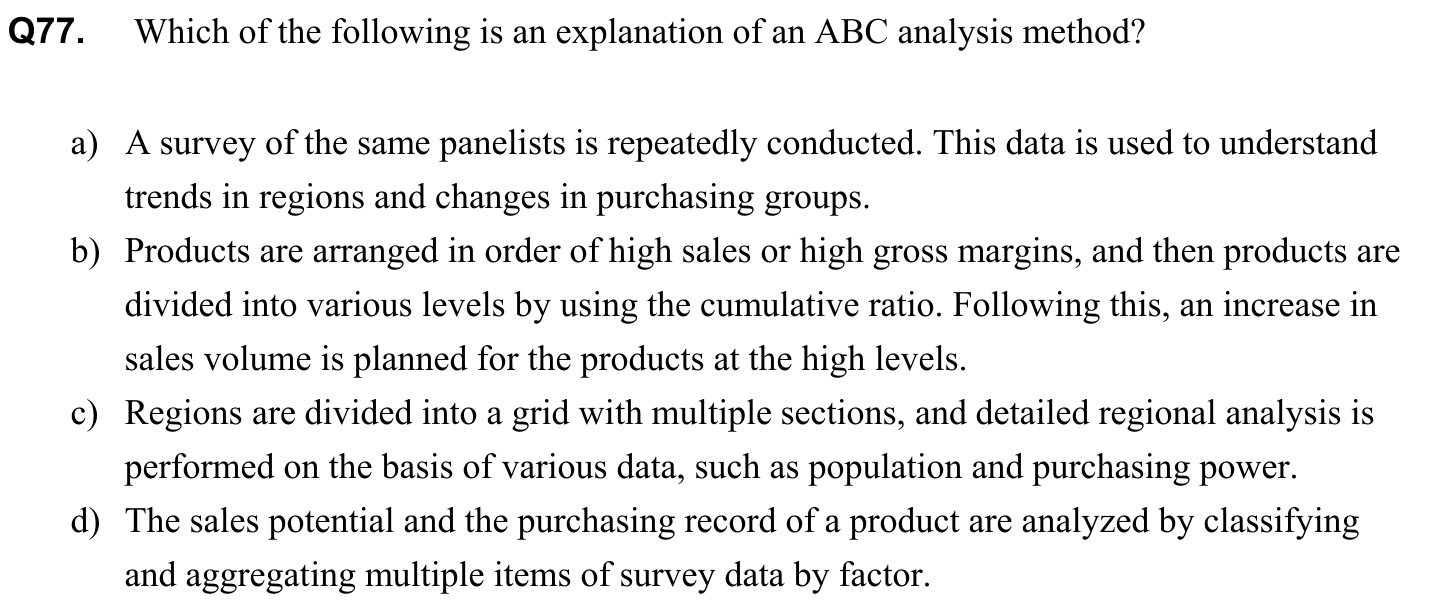 Q77. Which of the following is an explanation of an ABC analysis method?
a) A survey of the same panelists is repeatedly conducted. This data is used to understand
trends in regions and changes in purchasing groups.
b) Products are arranged in order of high sales or high gross margins, and then products are
divided into various levels by using the cumulative ratio. Following this, an increase in
sales volume is planned for the products at the high levels.
c) Regions are divided into a grid with multiple sections, and detailed regional analysis is
performed on the basis of various data, such as population and purchasing power.
d) The sales potential and the purchasing record of a product are analyzed by classifying
and aggregating multiple items of survey data by factor.